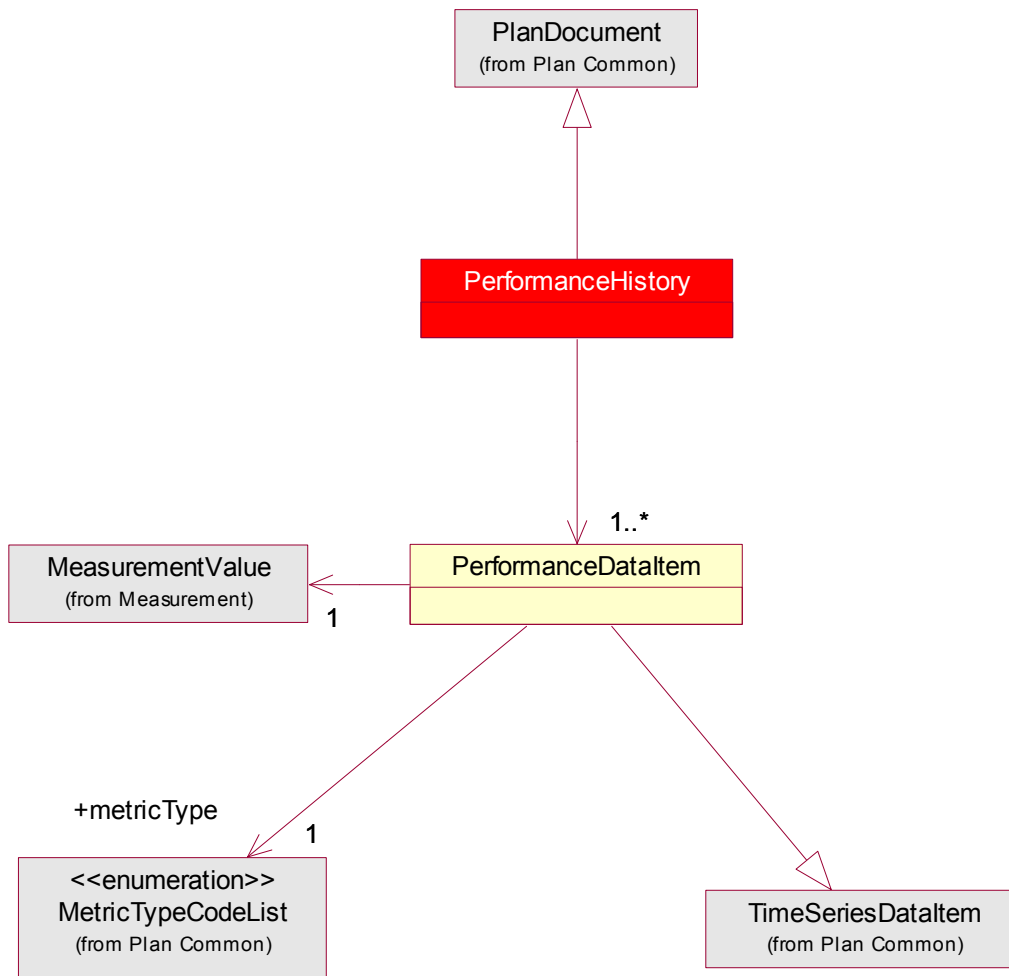 PlanDocument
(from Plan Common)
PerformanceHistory
1..*
MeasurementValue
(from Measurement)
1
PerformanceDataItem
+metricType
1
<<enumeration>>
MetricTypeCodeList
(from Plan Common)
TimeSeriesDataItem
(from Plan Common)